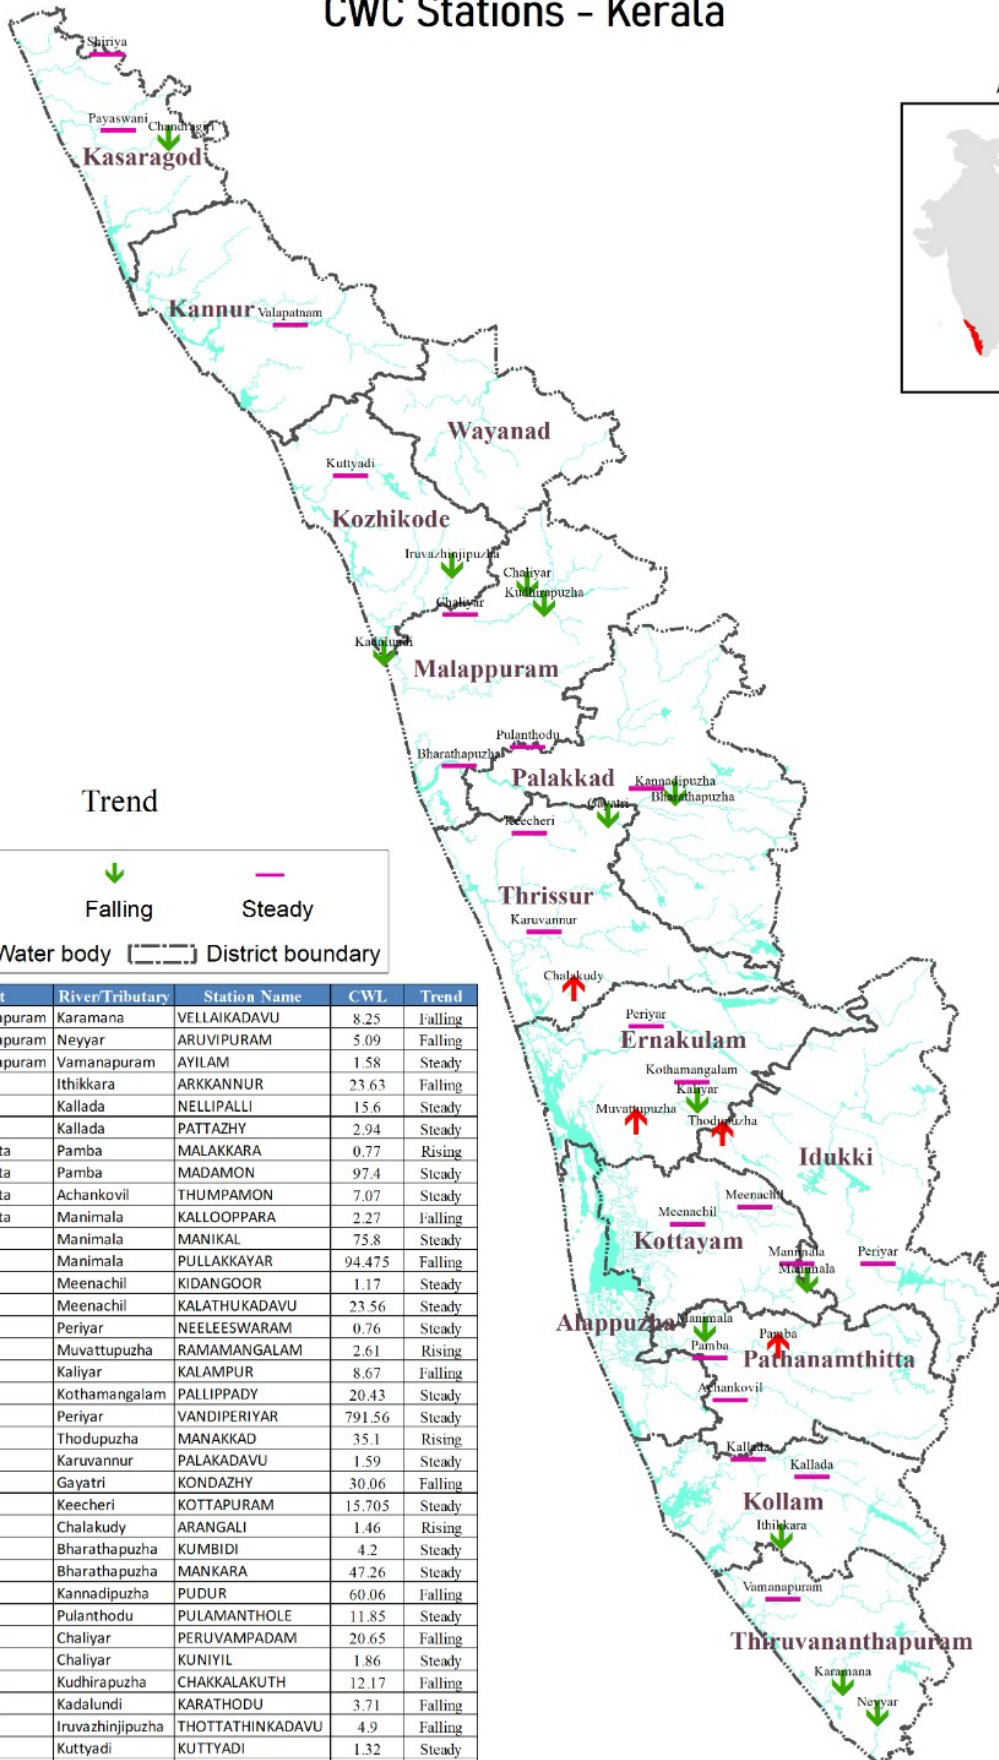 CWC Stations - Kerala
Shiriya
Payaswani
Chandragiri
Kasaragod
Kannur
Valapatnam
Wayanad
Kuttyadi
Kozhikode
Iruvazhinjipuzha
Chaliyar
Kudhirapuzha
Chaliyar
Kadalundi
Malappuram
Pulanthodu
Bharathapuzha
Palakkad
Kannadipuzha
Bharathapuzha
Gayatri
Keecheri
Thrissur
Karuvannur
Chalakudy
Periyar
Ernakulam
Kothamangalam
Kaliyar
Muvattupuzha
Thodupuzha
Idukki
Meenachil
Meenachil
Kottayam
Manimala
Periyar
Manimala
Alappuzha
Manimala
Pamba
Pamba
Pathanamthitta
Achankovil
Kallada
Kallada
Kollam
Ithikkara
Vamanapuram
Thiruvananthapuram
Karamana
Neyyar
Trend
Falling Steady
Water body District boundary
t River/Tributary Station Name CWL Trend
apuram Karamana VELLAIKADAVU 8.25 Falling
apuram Neyyar ARUVIPURAM 5.09 Falling
apuram Vamanapuram AYILAM 1.58 Steady
Ithikkara ARKKANNUR 23.63 Falling
Kallada NELLIPALLI 15.6 Steady
Kallada PATTAZHY 2.94 Steady
ta Pamba MALAKKARA 0.77 Rising
ta Pamba MADAMON 97.4 Steady
ta Achankovil THUMPAMON 7.07 Steady
ta Manimala KALLOOPPARA 2.27 Falling
Manimala MANIKAL 75.8 Steady
Manimala PULLAKKAYAR 94.475 Falling
Meenachil KIDANGOOR 1.17 Steady
Meenachil KALATHUKADAVU 23.56 Steady
Periyar NEELEESWARAM 0.76 Steady
Muvattupuzha RAMAMANGALAM 2.61 Rising
Kaliyar KALAMPUR 8.67 Falling
Kothamangalam PALLIPPADY 20.43 Steady
Periyar VANDIPERIYAR 791.56 Steady
Thodupuzha MANAKKAD 35.1 Rising
Karuvannur PALAKADAVU 1.59 Steady
Gayatri KONDAZHY 30.06 Falling
Keecheri KOTTAPURAM 15.705 Steady
Chalakudy ARANGALI 1.46 Rising
Bharathapuzha KUMBIDI 4.2 Steady
Bharathapuzha MANKARA 47.26 Steady
Kannadipuzha PUDUR 60.06 Falling
Pulanthodu PULAMANTHOLE 11.85 Steady
Chaliyar PERUVAMPADAM 20.65 Falling
Chaliyar KUNIYIL 1.86 Steady
Kudhirapuzha CHAKKALAKUTH 12.17 Falling
Kadalundi KARATHODU 3.71 Falling
Iruvazhinjipuzha THOTTATHINKADAVU 4.9 Falling
Kuttyadi KUTTYADI 1.32 Steady